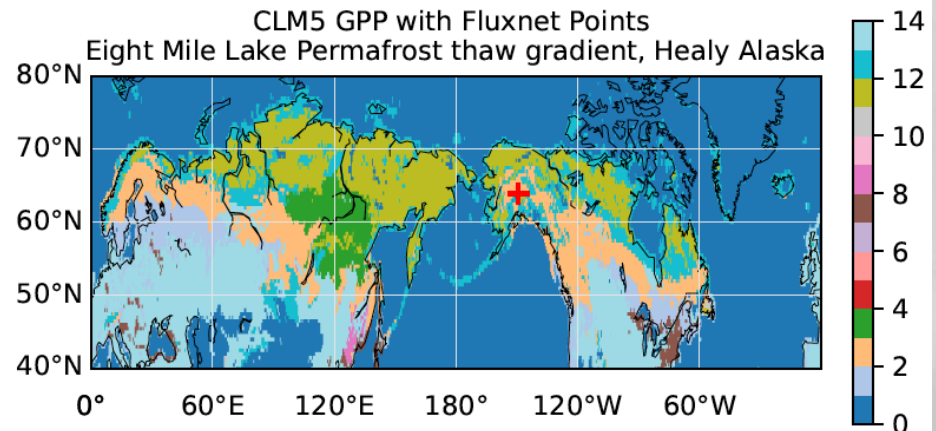 CLM5 GPP with Fluxnet Points
Eight Mile Lake Permafrost thaw gradient, Healy Alaska
80°N
70°N
60°N
50°N
40°N
0° 60°E 120°E 180° 120°W 60°W
14
12
10
8
6
4
2
0